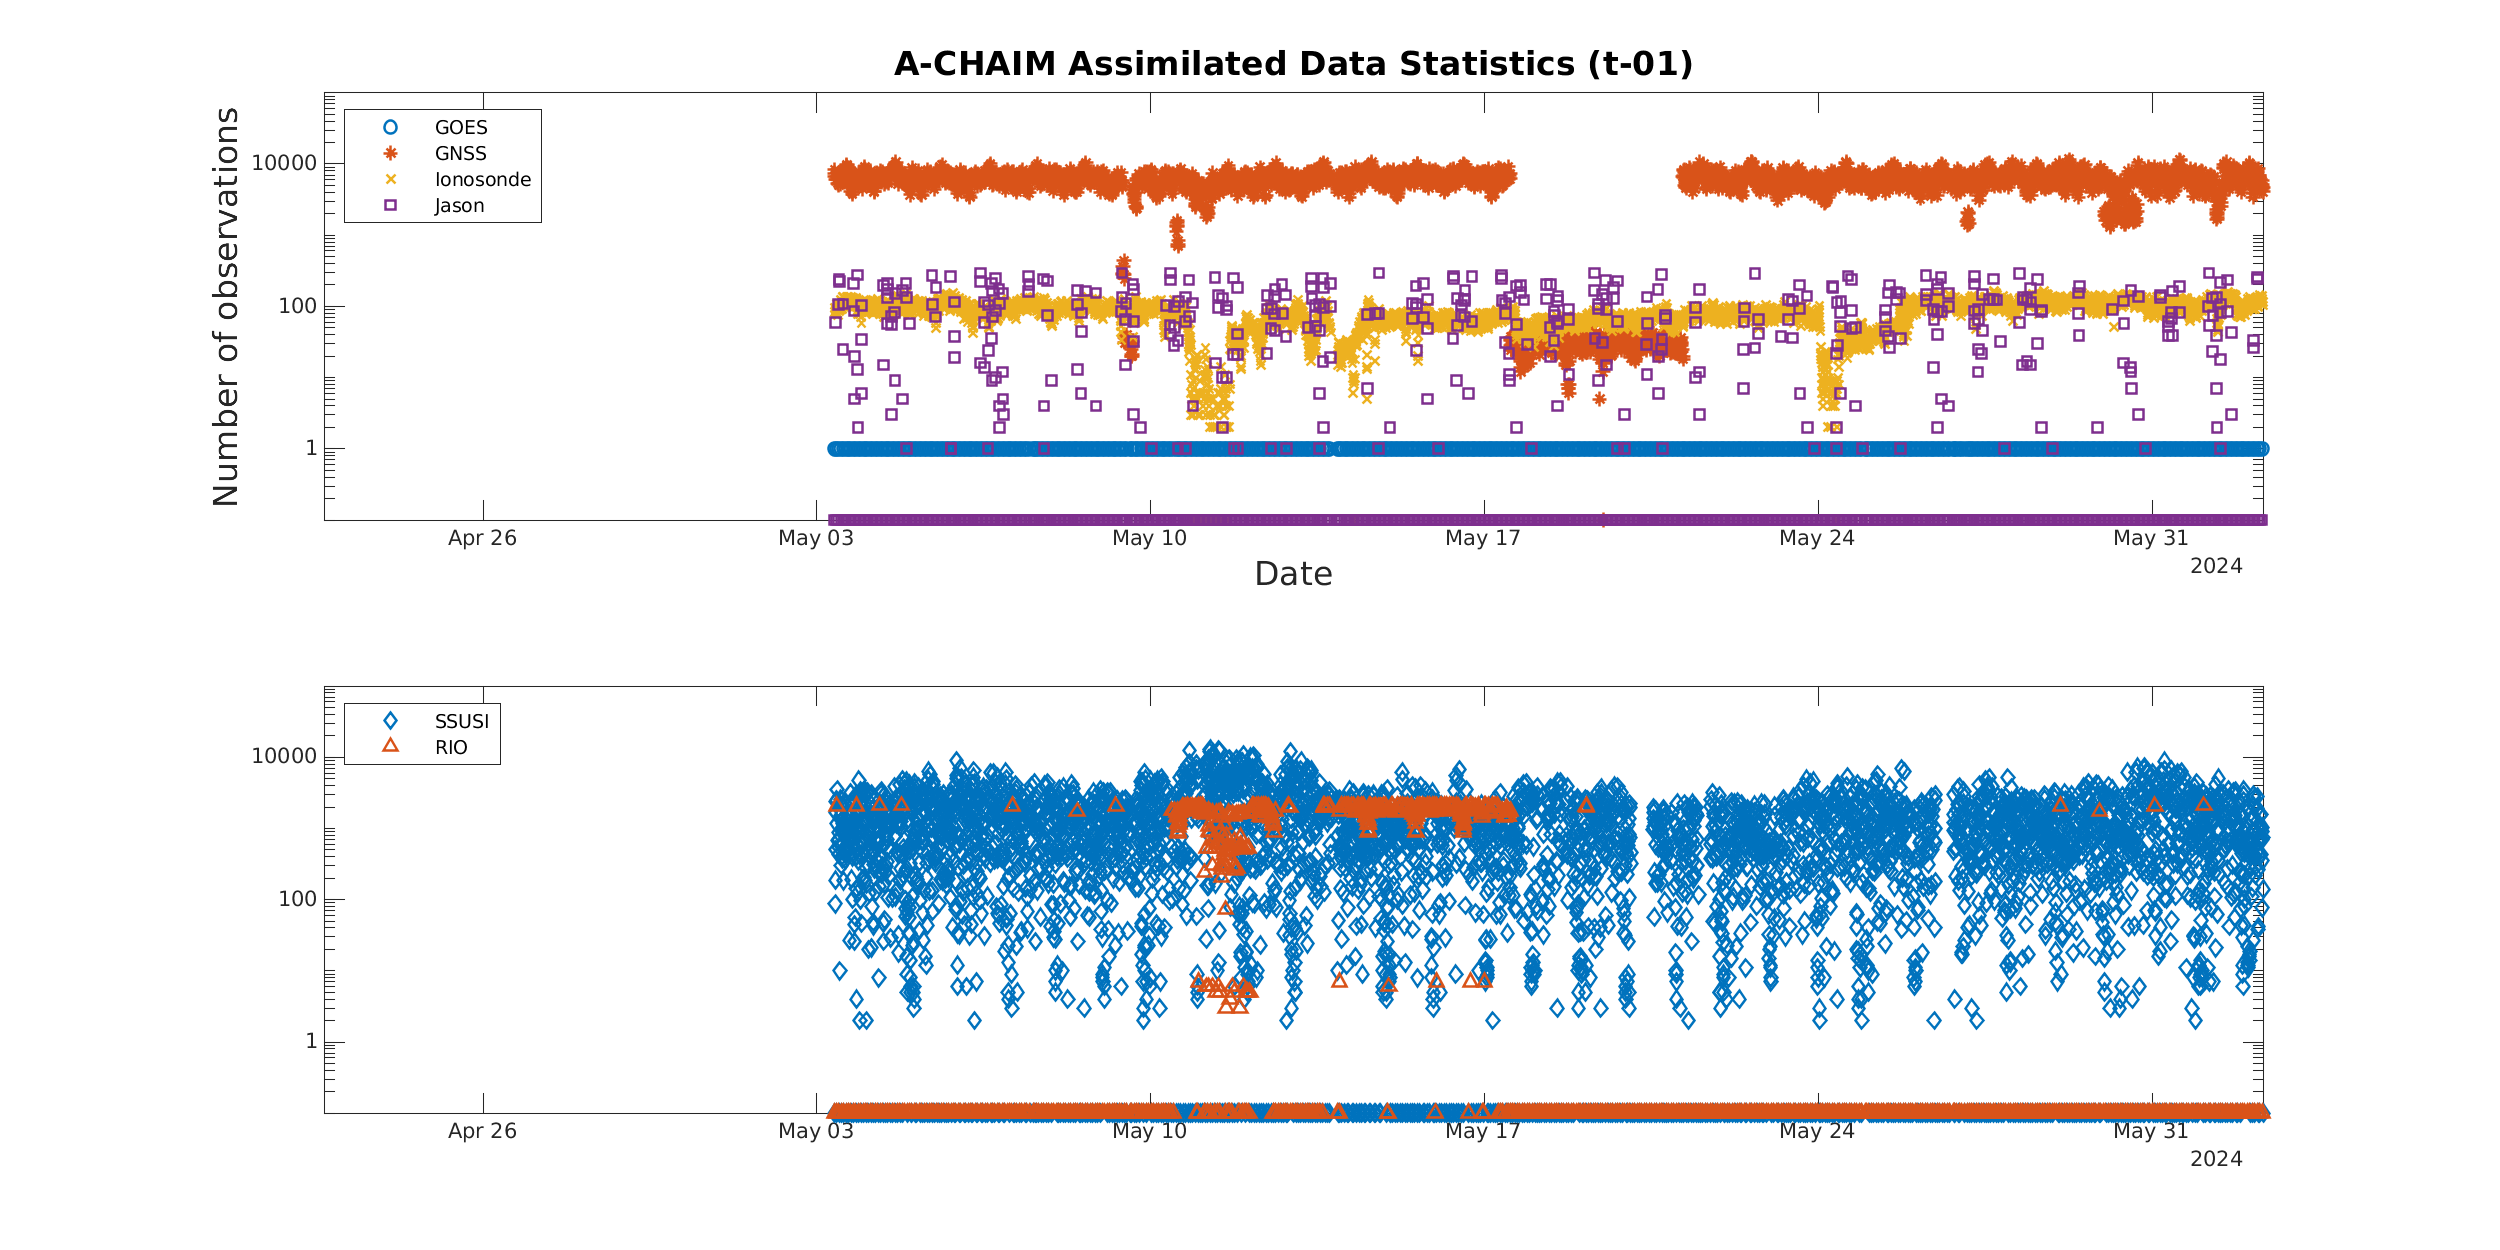 A-CHAIM Assimilated Data Statistics (t-01)
Number of observations
10000
100
1
GOES
GNSS
Ionosonde
Jason
Apr 26
May 03
May 10
May 17
May 24
May 31
2024
Date
10000
100
1
SSUSI
RIO
Apr 26
May 03
May 10
May 17
May 24
May 31
2024